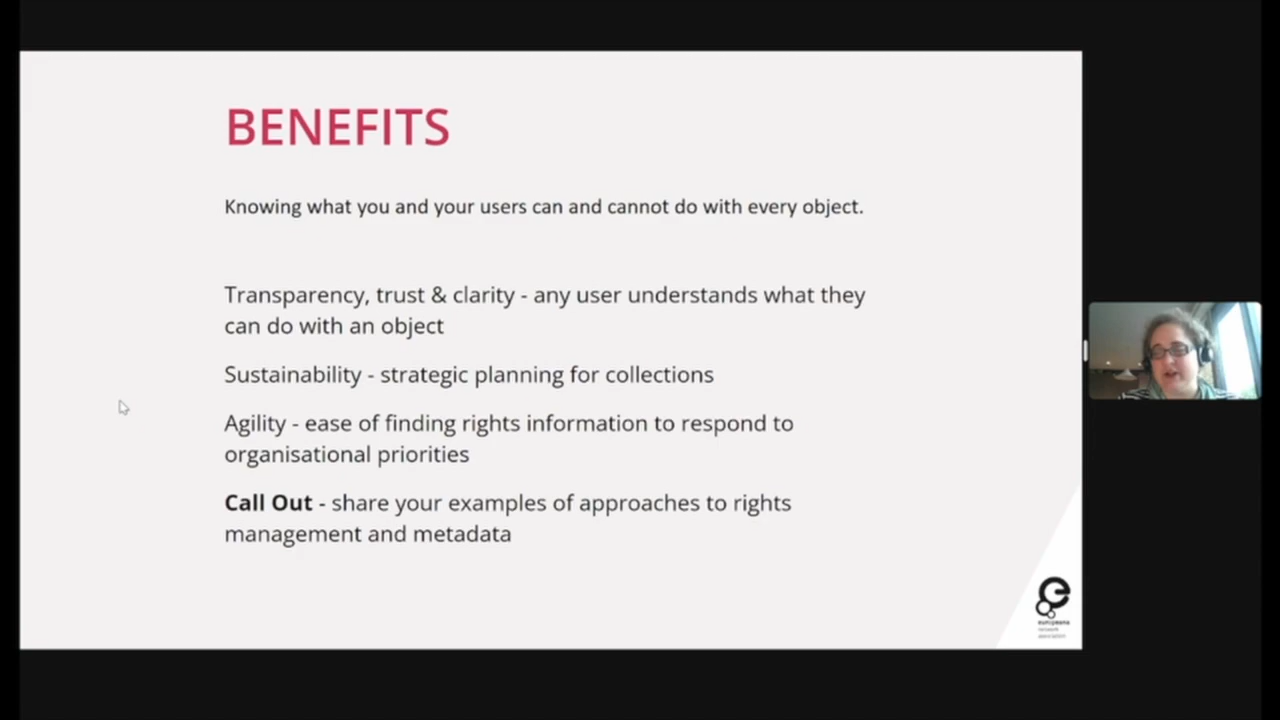 BENEFITS
Knowing what you and your users can and cannot do with every object.
Transparency, trust & clarity - any user understands what they
can do with an object
Sustainability - strategic planning for collections
Agility - ease of finding rights information to respond to
organisational priorities
Call Out - share your examples of approaches to rights
management and metadata
europeana
network
association